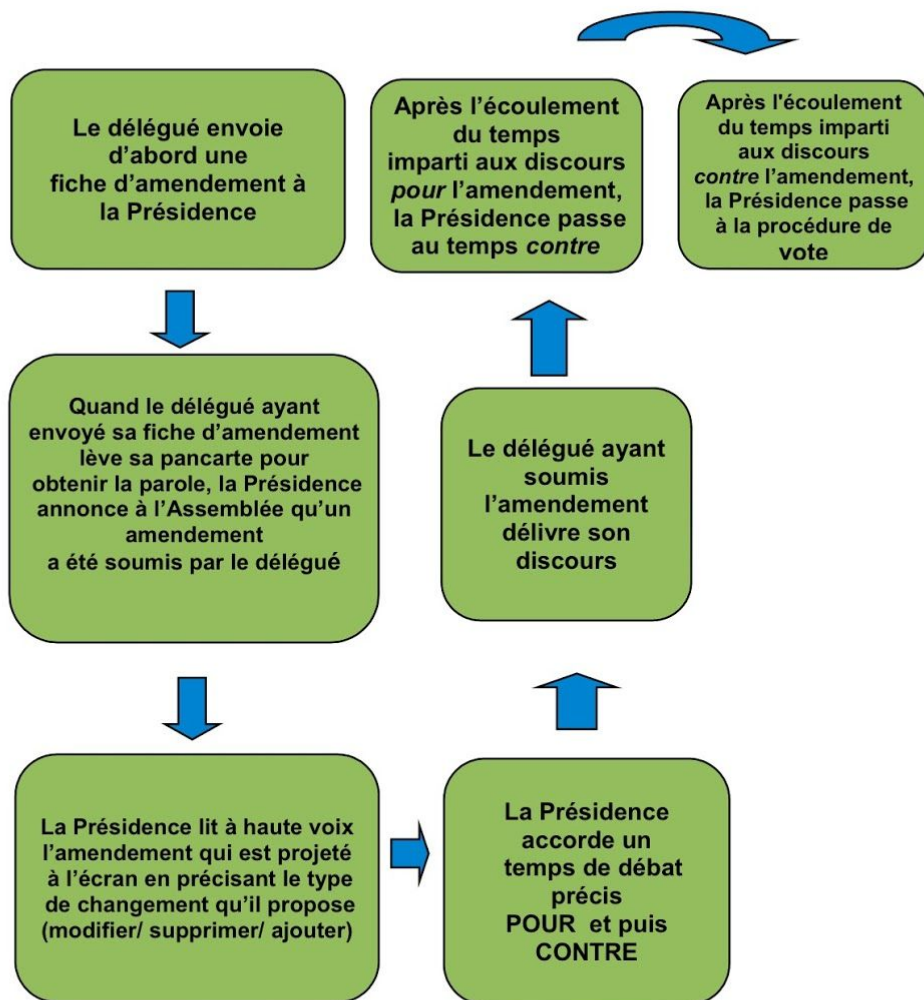 Le délégué envoie
d'abord une
fiche d'amendement à
la Présidence
Quand le délégué ayant
envoyé sa fiche d'amendement
lève sa pancarte pour
obtenir la parole, la Présidence
annonce à l'Assemblée qu'un
amendement
a été soumis par le délégué
La Présidence lit à haute voix
l'amendement qui est projeté
à l'écran en précisant le type
de changement qu'il propose
(modifier/ supprimer/ ajouter)
La Présidence
accorde un
temps de débat
précis
POUR et puis
CONTRE
Le délégué ayant
soumis
l'amendement
délivre son
discours
Après l'écoulement
du temps
imparti aux discours
pour l'amendement,
la Présidence passe
au temps contre
Après l'écoulement
du temps imparti
aux discours
contre l'amendement,
la Présidence passe
à la procédure de
vote